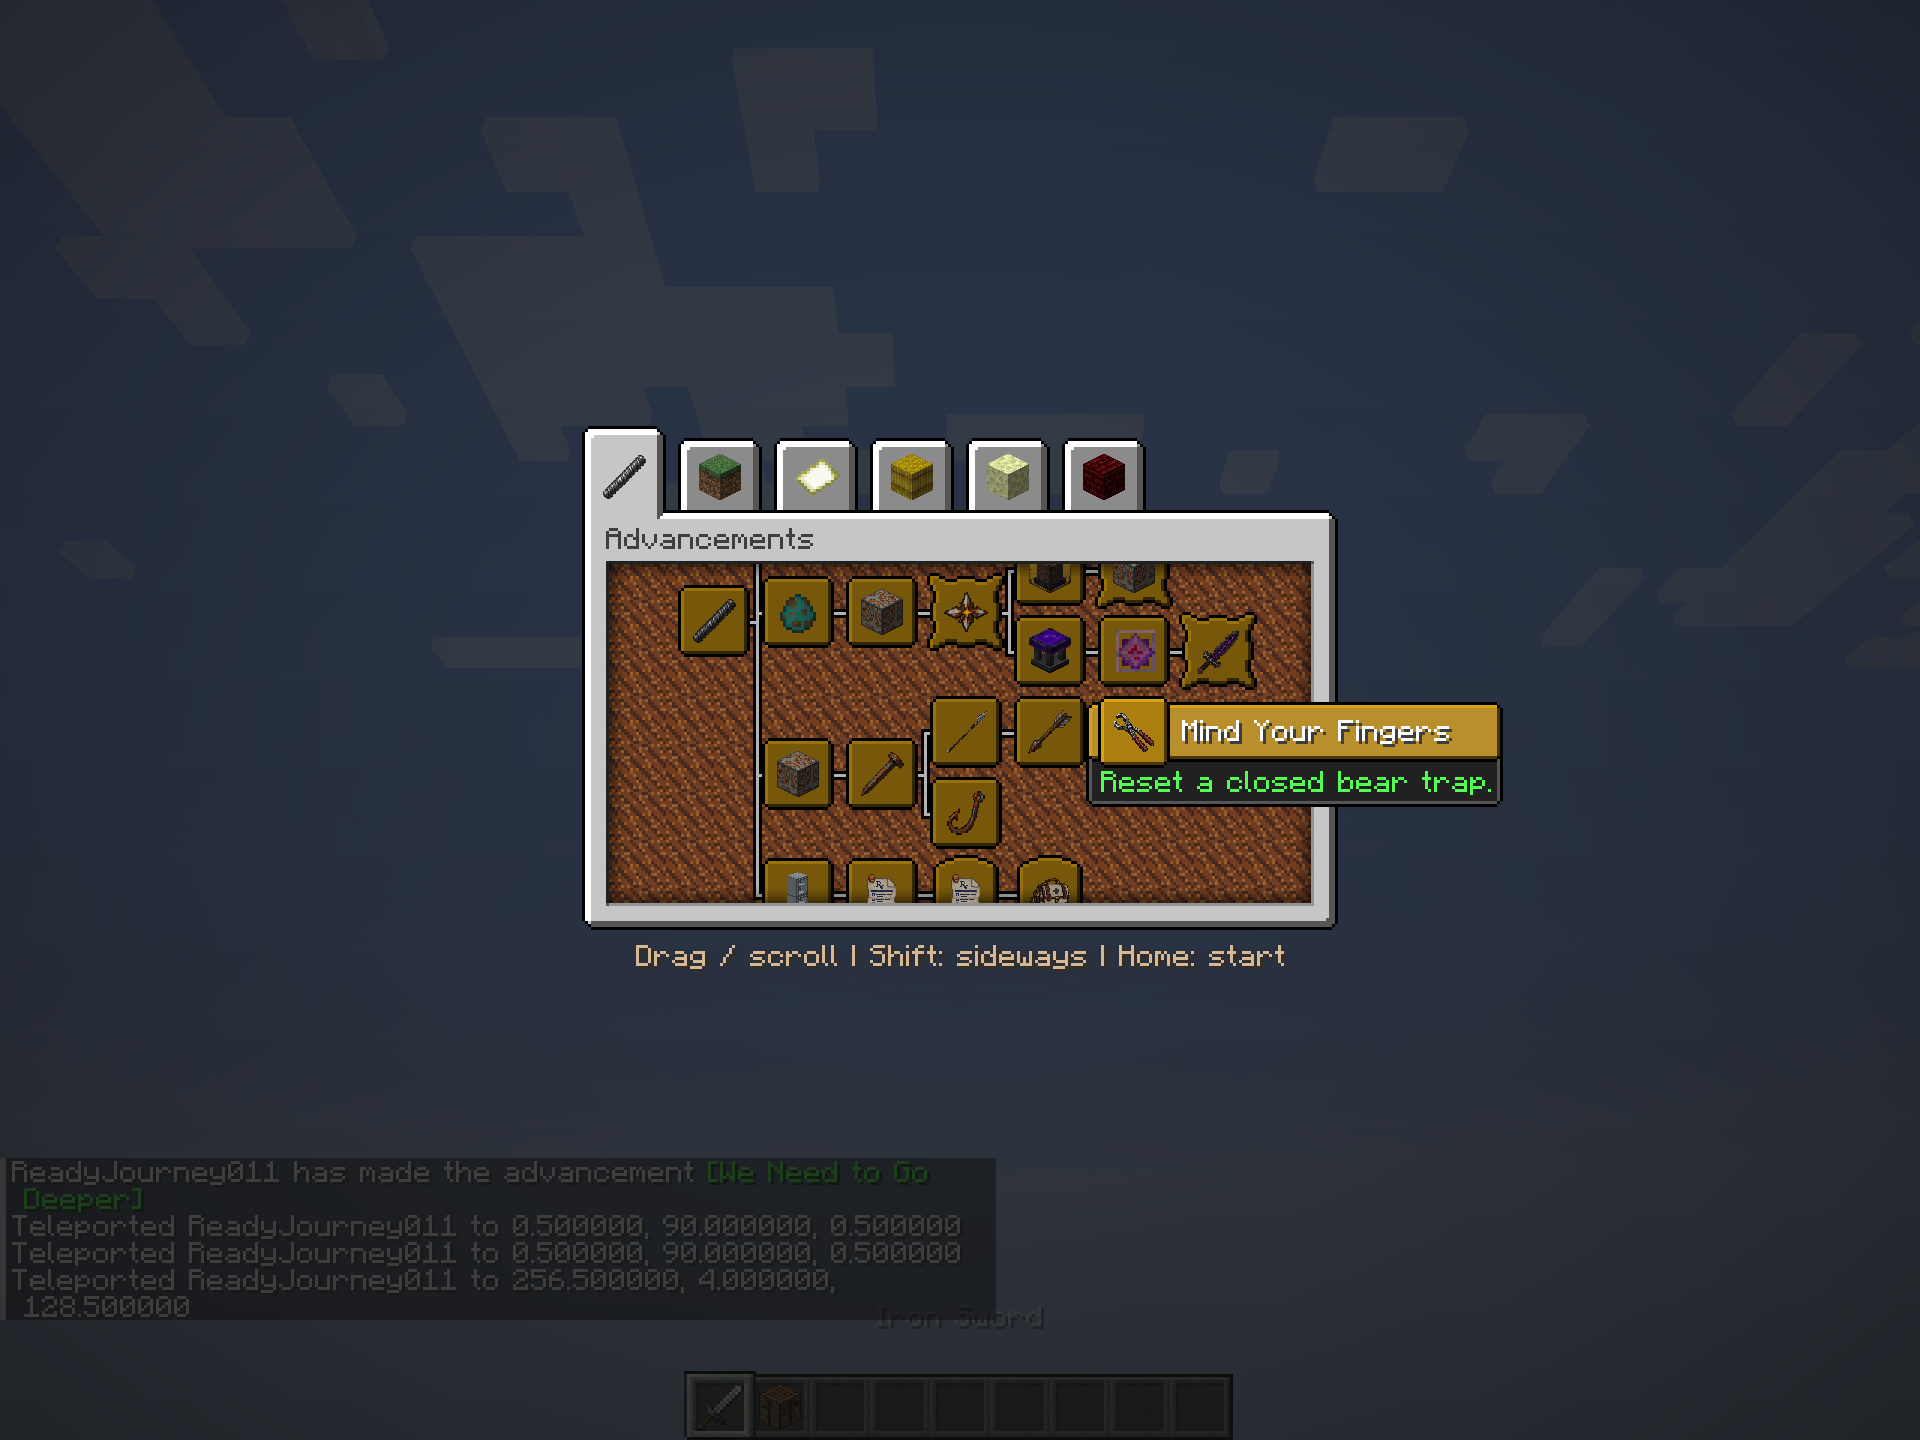 Advancements
Mind Your Fingers
Reset a closed bear trap.
Drag / scroll | Shift: sideways | Home: start
ReadyJourney011 has made the advancement [We Need to Go
Deeper]
Teleported ReadyJourney011 to 0.500000, 90.000000, 0.500000
Teleported ReadyJourney011 to 0.500000, 90.000000, 0.500000
Teleported ReadyJourney011 to 256.500000, 4.000000,
128.500000
Iron Sword